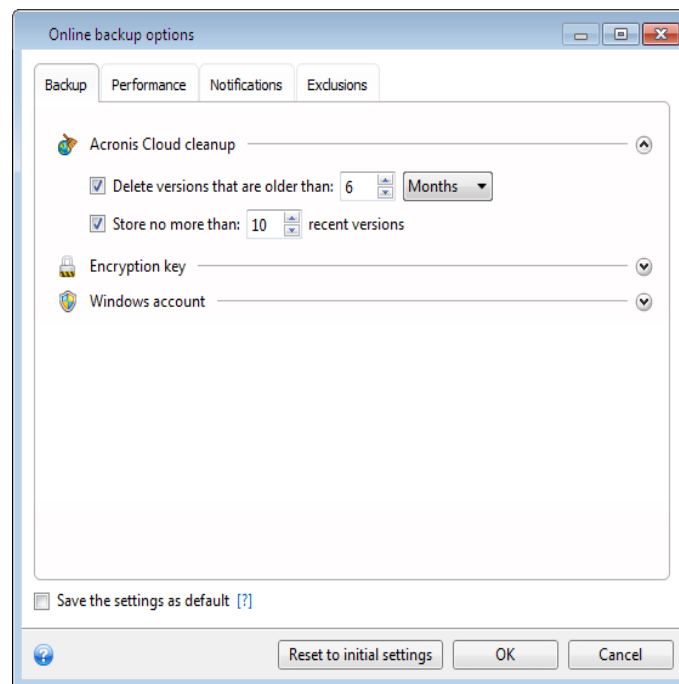 Online backup options
Backup Performance Notifications Exclusions
Acronis Cloud cleanup
Delete versions that are older than: 6 Months
Store no more than: 10 recent versions
Encryption key
Windows account
Save the settings as default [?]
Reset to initial settings OK Cancel